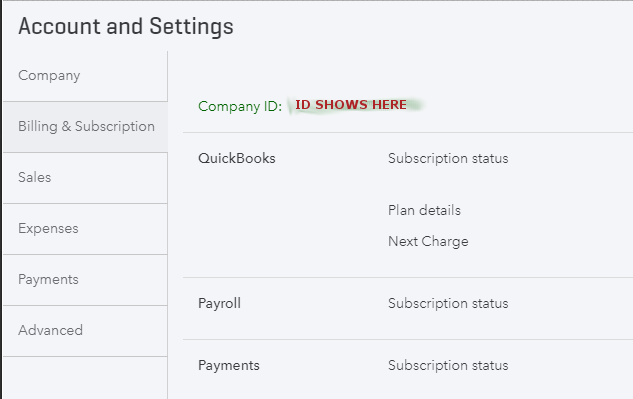 Account and Settings
Company
Billing & Subscription
Sales
Expenses
Payments
Advanced
Company ID: ID SHOWS HERE
QuickBooks Subscription status
Plan details
Next Charge
Payroll Subscription status
Payments Subscription status